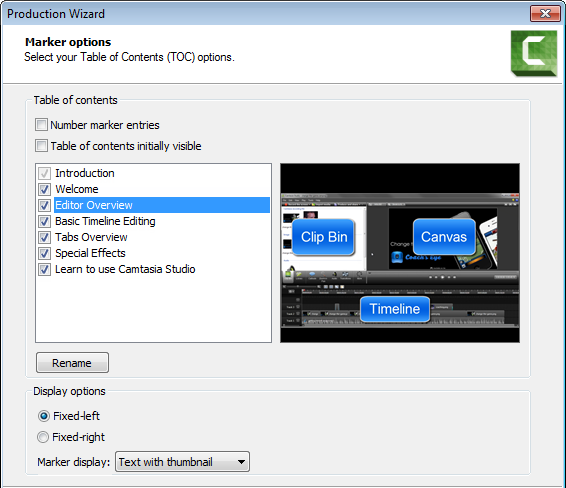 Production Wizard
Marker options
Select your Table of Contents (TOC) options.
Table of contents
Number marker entries
Table of contents initially visible
Introduction
Welcome
Editor Overview
Basic Timeline Editing
Tabs Overview
Special Effects
Learn to use Camtasia Studio
Clip Bin
Canvas
Timeline
Rename
Display options
Fixed-left
Fixed-right
Marker display: Text with thumbnail